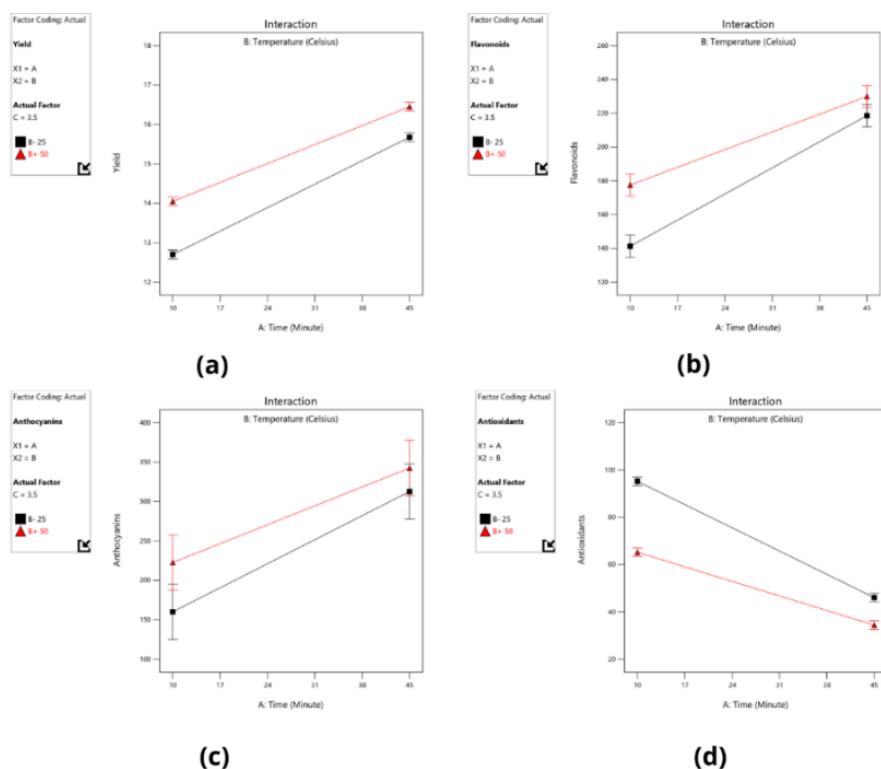 Factor Coding: Actual
Yield
X1 = A
X2 = B
Actual Factor
C = 3.5
B- 25
B+ 50
Interaction
B: Temperature (Celsius)
18
17
16
15
14
13
12
Yield
10 17 24 31 38 45
A: Time (Minute)
(a)
Factor Coding: Actual
Flavonoids
X1 = A
X2 = B
Actual Factor
C = 3.5
B- 25
B+ 50
Interaction
B: Temperature (Celsius)
260
240
220
200
180
160
140
120
Flavonoids
10 17 24 31 38 45
A: Time (Minute)
(b)
Factor Coding: Actual
Anthocyanins
X1 = A
X2 = B
Actual Factor
C = 3.5
B- 25
B+ 50
Interaction
B: Temperature (Celsius)
400
350
300
250
200
150
100
Anthocyanins
10 17 24 31 38 45
A: Time (Minute)
(c)
Factor Coding: Actual
Antioxidants
X1 = A
X2 = B
Actual Factor
C = 3.5
B- 25
B+ 50
Interaction
B: Temperature (Celsius)
120
100
80
60
40
20
Antioxidants
10 17 24 31 38 45
A: Time (Minute)
(d)